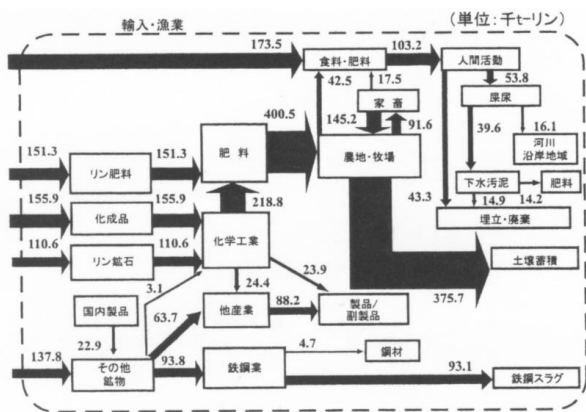 輸入・漁業
(単位:千t-リン)
173.5
食料・肥料
103.2
人間活動
42.5
17.5
53.8
家畜
屎尿
400.5
145.2
91.6
39.6
16.1
151.3
151.3
肥料
農地・牧場
河川
沿岸地域
リン肥料
155.9
155.9
下水汚泥
肥料
化成品
218.8
43.3
14.9
14.2
埋立・廃棄
110.6
110.6
化学工業
リン鉱石
土壌蓄積
3.1
24.4
23.9
375.7
国内製品
63.7
他産業
88.2
製品/
副製品
22.9
4.7
鋼材
137.8
その他
鉱物
93.8
鉄鋼業
93.1
鉄鋼スラグ